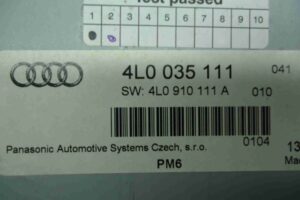 Test passed
1 2 3 4 5 6 7 8 9 10
4L0 035 111 041
SW: 4L0 910 111 A 010
0104
Panasonic Automotive Systems Czech, s.r.o. 13
PM6